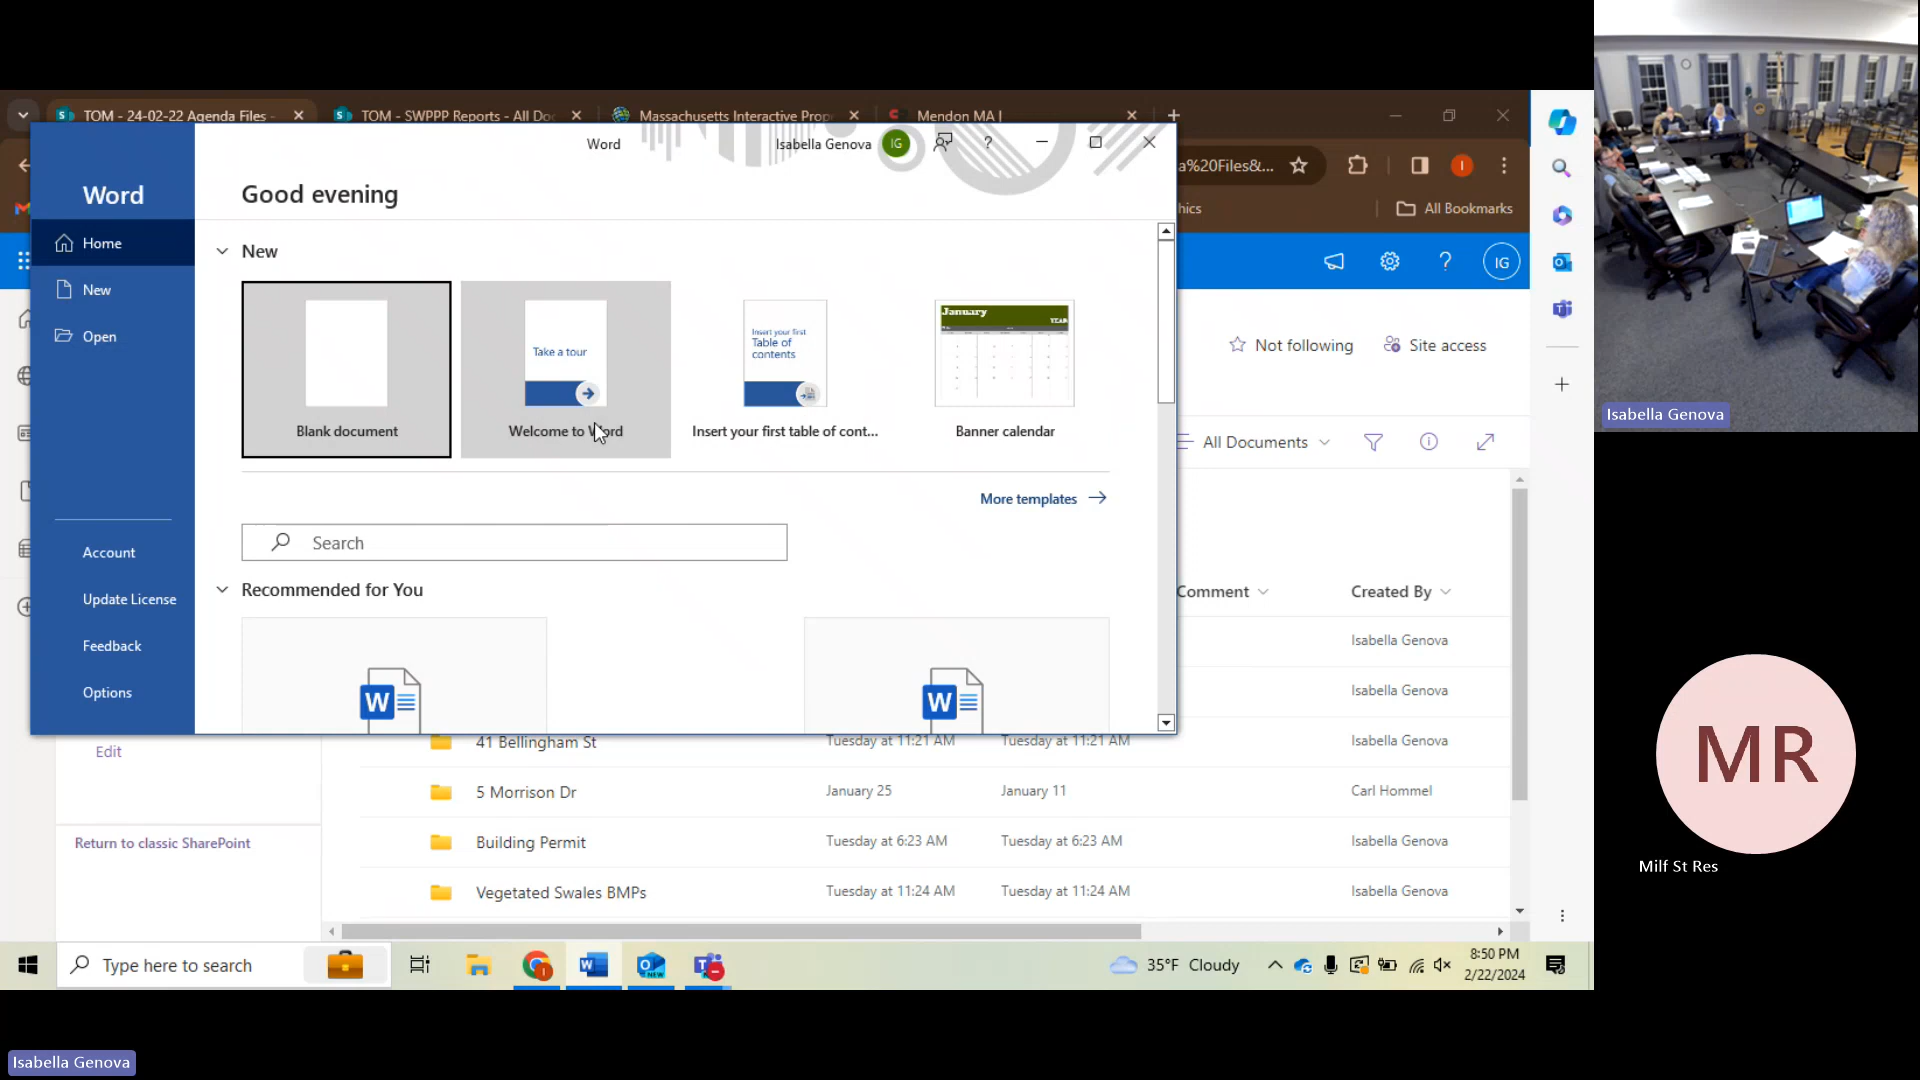 TOM - 24-02-22 Agenda Files -
TOM - SWPPP Reports - All Do
Massachusetts Interactive Prop
Mendon MA |
Word
Isabella Genova
IG
?
a%20Files&...
I
hics
All Bookmarks
Word
Good evening
Home
New
Open
Account
Update License
Feedback
Options
New
Blank document
Take a tour
Welcome to Word
Insert your first
Table of
contents
Insert your first table of cont...
January
YEAR
Banner calendar
More templates
Search
Recommended for You
W
W
?
IG
Not following
Site access
All Documents
Comment
Created By
Isabella Genova
Isabella Genova
41 Bellingham St
Tuesday at 11:21 AM
Tuesday at 11:21 AM
Isabella Genova
5 Morrison Dr
January 25
January 11
Carl Hommel
Building Permit
Tuesday at 6:23 AM
Tuesday at 6:23 AM
Isabella Genova
Vegetated Swales BMPs
Tuesday at 11:24 AM
Tuesday at 11:24 AM
Isabella Genova
Edit
Return to classic SharePoint
Type here to search
35°F Cloudy
8:50 PM
2/22/2024
Isabella Genova
MR
Milf St Res
Isabella Genova